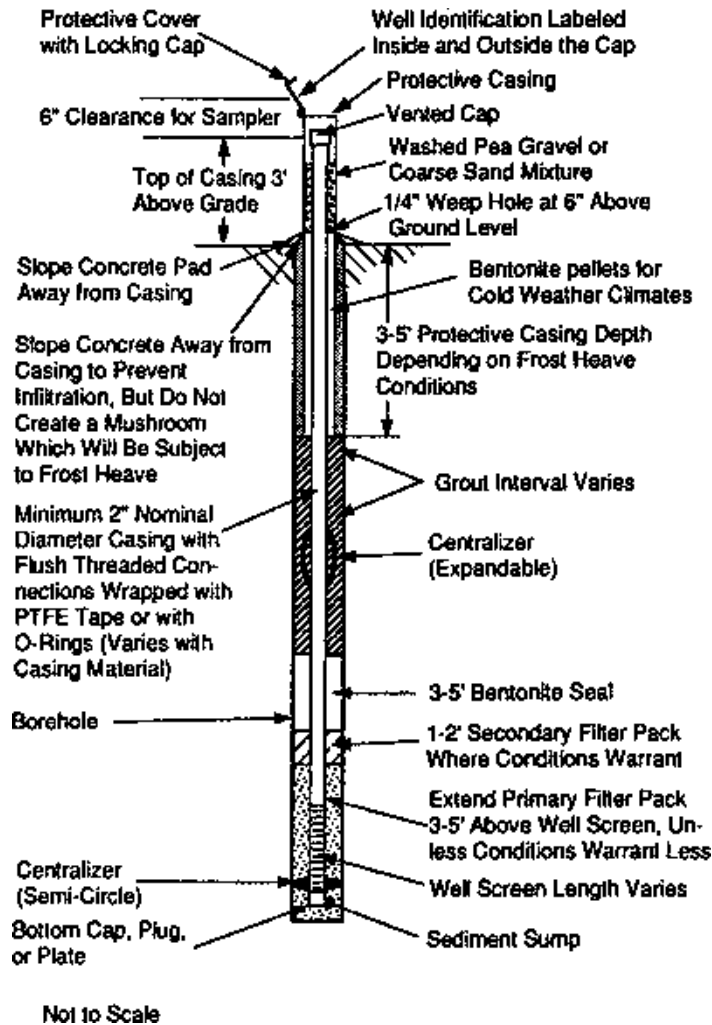 Protective Cover
with Locking Cap
Well Identification Labeled
Inside and Outside the Cap
Protective Casing
6" Clearance for Sampler
Vented Cap
Washed Pea Gravel or
Coarse Sand Mixture
Top of Casing 3'
Above Grade
1/4" Weep Hole at 6" Above
Ground Level
Slope Concrete Pad
Away from Casing
Bentonite pellets for
Cold Weather Climates
Slope Concrete Away from
Casing to Prevent
Infiltration, But Do Not
Create a Mushroom
Which Will Be Subject
to Frost Heave
3-5' Protective Casing Depth
Depending on Frost Heave
Conditions
Grout Interval Varies
Minimum 2" Nominal
Diameter Casing with
Flush Threaded Con-
nections Wrapped with
PTFE Tape or with
O-Rings (Varies with
Casing Material)
Centralizer
(Expandable)
3-5' Bentonite Seal
Borehole
1-2' Secondary Filter Pack
Where Conditions Warrant
Extend Primary Filter Pack
3-5' Above Well Screen, Un-
less Conditions Warrant Less
Centralizer
(Semi-Circle)
Well Screen Length Varies
Bottom Cap, Plug,
or Plate
Sediment Sump
Not to Scale